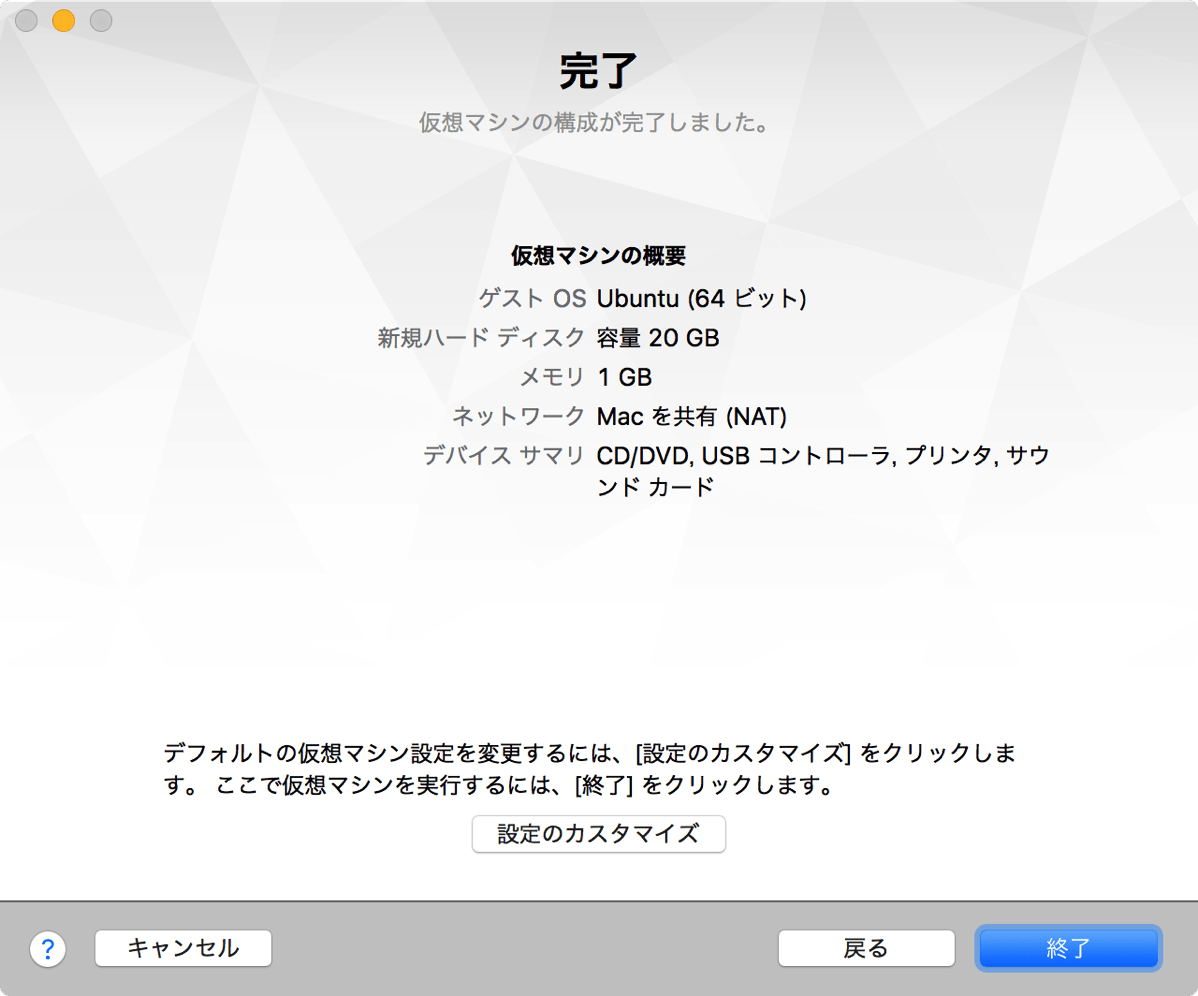 完了
仮想マシンの構成が完了しました。
仮想マシンの概要
ゲスト OS Ubuntu (64 ビット)
新規ハード ディスク 容量 20 GB
メモリ 1 GB
ネットワーク Mac を共有 (NAT)
デバイス サマリ CD/DVD, USB コントローラ, プリンタ, サウ
ンド カード
デフォルトの仮想マシン設定を変更するには、[設定のカスタマイズ] をクリックしま
す。 ここで仮想マシンを実行するには、[終了] をクリックします。
設定のカスタマイズ
? キャンセル 戻る 終了